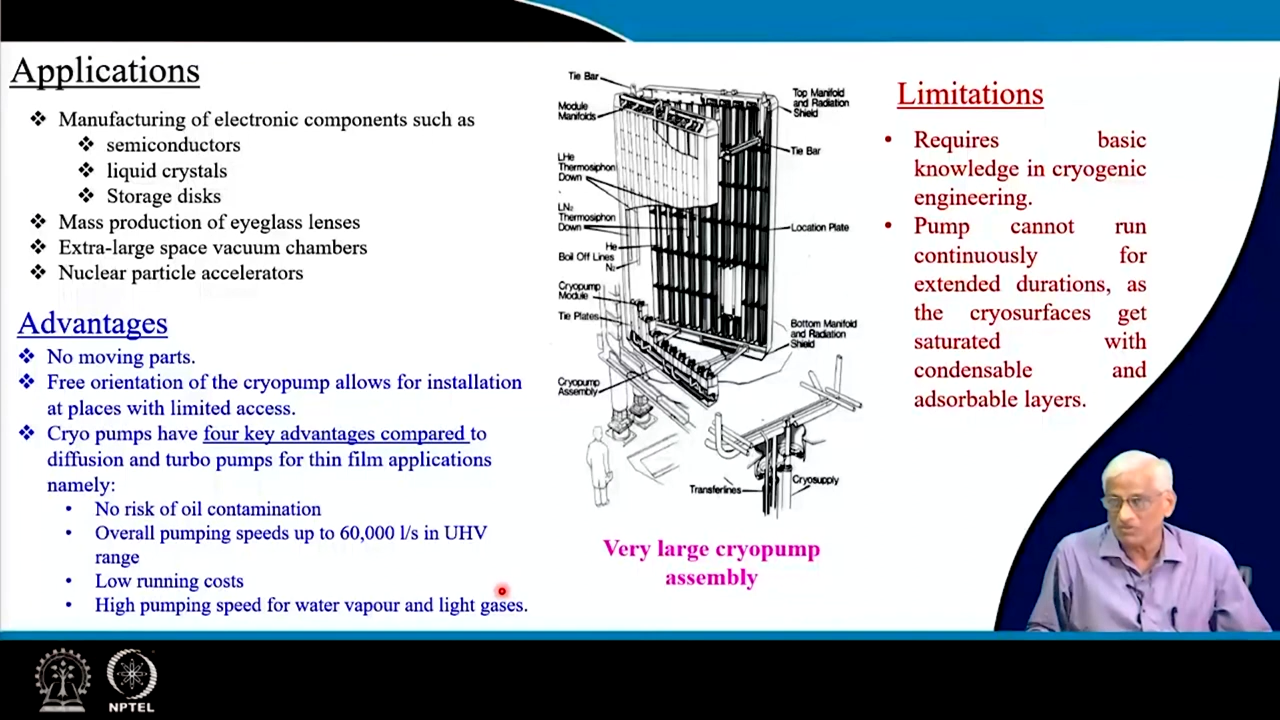 Applications
❖ Manufacturing of electronic components such as
❖ semiconductors
❖ liquid crystals
❖ Storage disks
❖ Mass production of eyeglass lenses
❖ Extra-large space vacuum chambers
❖ Nuclear particle accelerators
Advantages
❖ No moving parts.
❖ Free orientation of the cryopump allows for installation
at places with limited access.
❖ Cryo pumps have four key advantages compared to
diffusion and turbo pumps for thin film applications
namely:
• No risk of oil contamination
• Overall pumping speeds up to 60,000 l/s in UHV
range
• Low running costs
• High pumping speed for water vapour and light gases.
Tie Bar
Module
Manifolds
LHe
Thermosiphon
Down
LN₂
Thermosiphon
Down
He
Boil Off Lines
N₂
Cryopump
Module
Tie Plates
Cryopump
Assembly
Top Manifold
and Radiation
Shield
Tie Bar
Location Plate
Bottom Manifold
and Radiation
Shield
Cryosupply
Transferlines
Very large cryopump
assembly
Limitations
• Requires basic
knowledge in cryogenic
engineering.
• Pump cannot run
continuously for
extended durations, as
the cryosurfaces get
saturated with
condensable and
adsorbable layers.
NPTEL